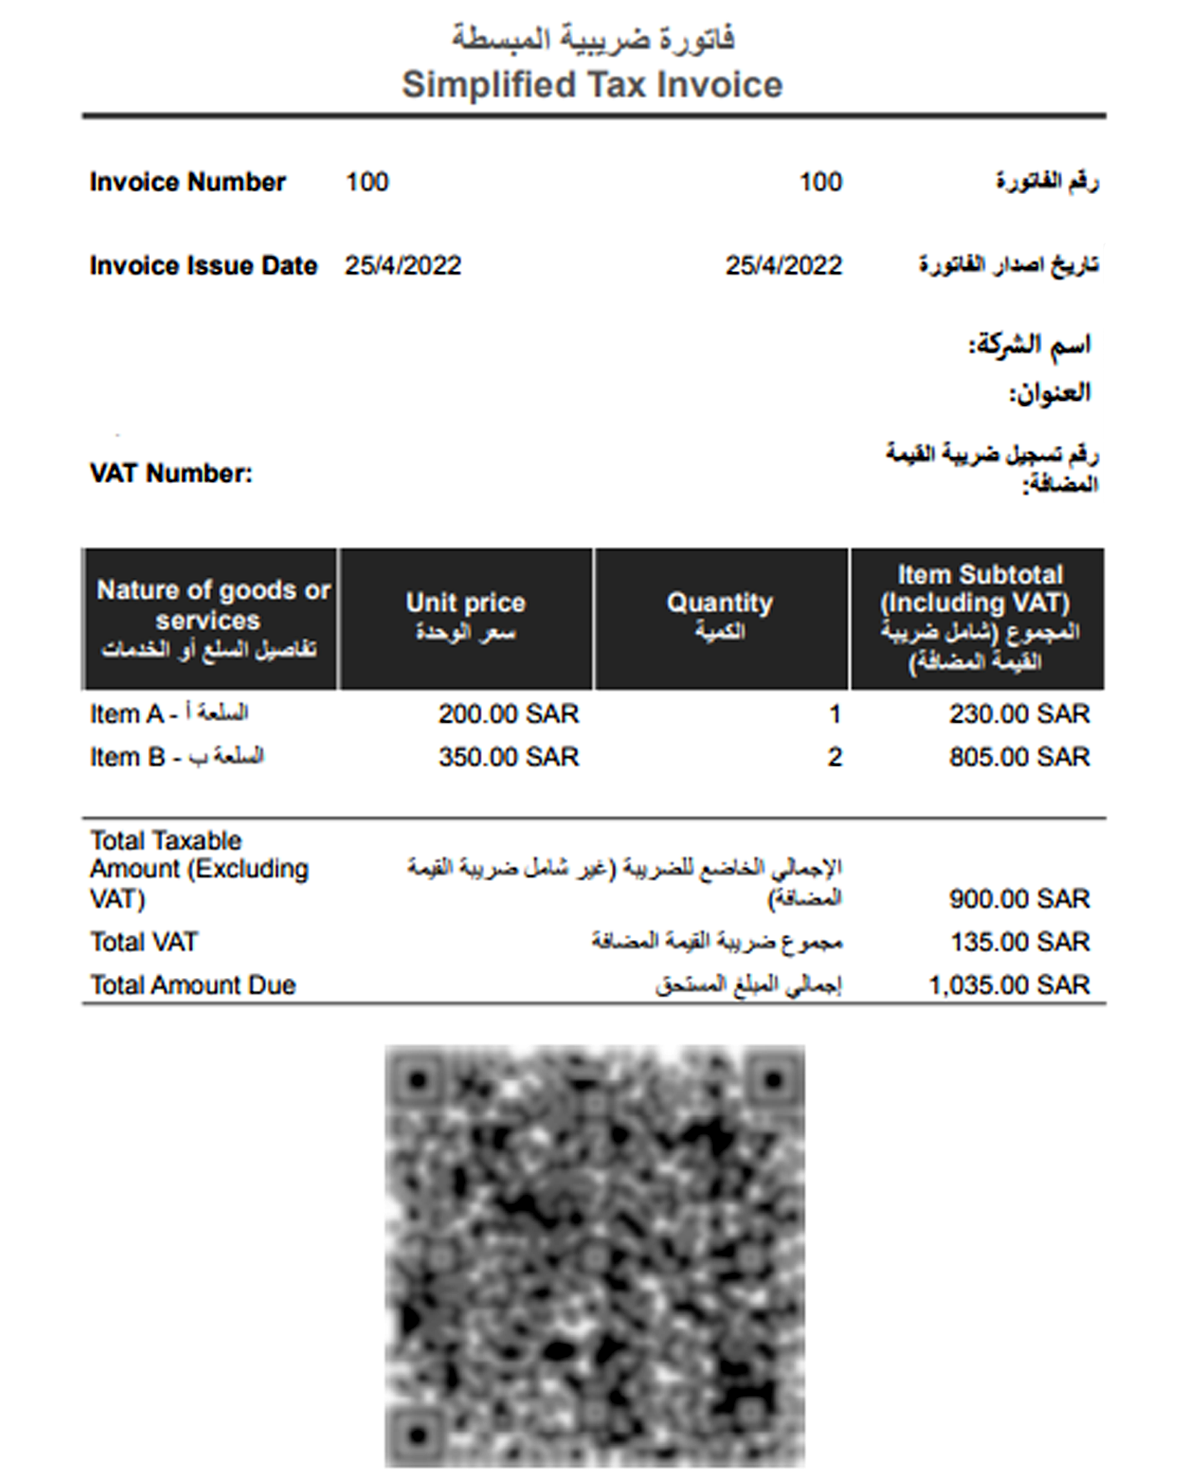 فاتورة ضريبية المبسطة
Simplified Tax Invoice
Invoice Number 100 100 رقم الفاتورة
Invoice Issue Date 25/4/2022 25/4/2022 تاريخ اصدار الفاتورة
اسم الشركة:
العنوان:
VAT Number: رقم تسجيل ضريبة القيمة
المضافة:
Nature of goods or
services
تفاصيل السلع أو الخدمات
Unit price
سعر الوحدة
Quantity
الكمية
Item Subtotal
(Including VAT)
المجموع (شامل ضريبة
القيمة المضافة)
Item A - السلعة أ 200.00 SAR 1 230.00 SAR
Item B - السلعة ب 350.00 SAR 2 805.00 SAR
Total Taxable
Amount (Excluding
VAT)
الإجمالي الخاضع للضريبة (غير شامل ضريبة القيمة
المضافة)
900.00 SAR
Total VAT مجموع ضريبة القيمة المضافة 135.00 SAR
Total Amount Due إجمالي المبلغ المستحق 1,035.00 SAR